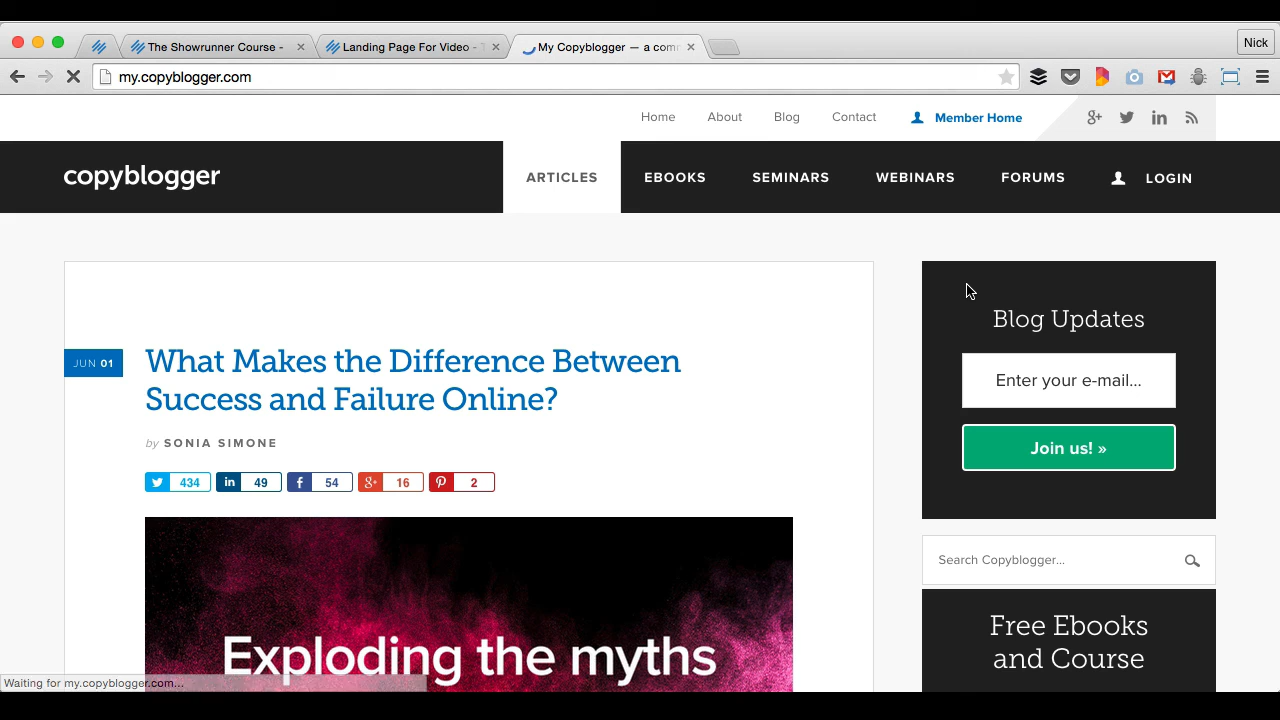 The Showrunner Course -
Landing Page For Video -
My Copyblogger — a com
Nick
my.copyblogger.com
Home About Blog Contact Member Home
copyblogger
ARTICLES EBOOKS SEMINARS WEBINARS FORUMS LOGIN
JUN 01
What Makes the Difference Between
Success and Failure Online?
by SONIA SIMONE
434 49 54 16 2
Exploding the myths
Blog Updates
Enter your e-mail...
Join us! »
Search Copyblogger...
Free Ebooks
and Course
Waiting for my.copyblogger.com...